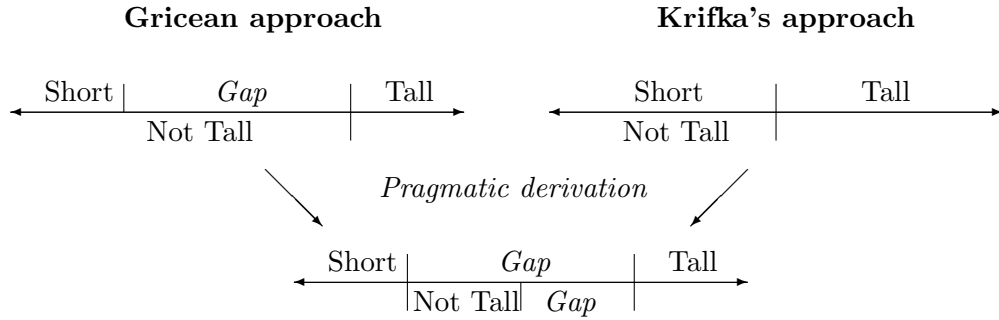 Gricean approach
Krifka's approach
Short Gap Tall
Not Tall
Short Tall
Not Tall
Pragmatic derivation
Short Gap Tall
Not Tall Gap